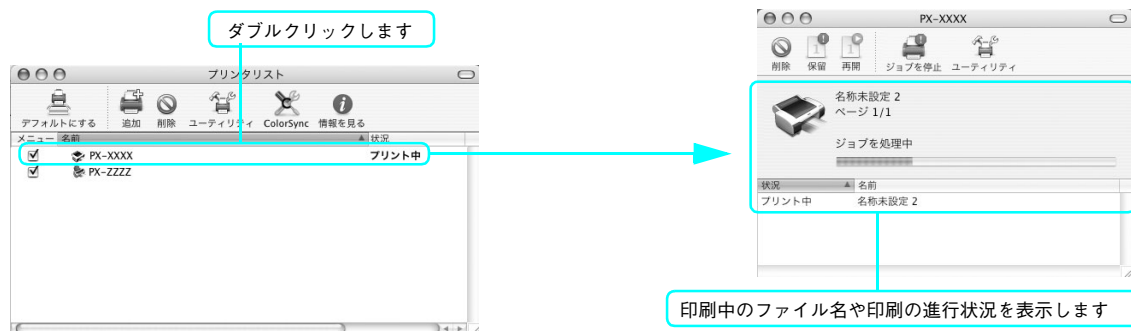 ダブルクリックします
プリンタリスト
デフォルトにする 追加 削除 ユーティリティ ColorSync 情報を見る
メニュー 名前 状況
PX-XXXX プリント中
PX-ZZZZ
PX-XXXX
削除 保留 再開 ジョブを停止 ユーティリティ
名称未設定 2
ページ 1/1
ジョブを処理中
状況 名前
プリント中 名称未設定 2
印刷中のファイル名や印刷の進行状況を表示します